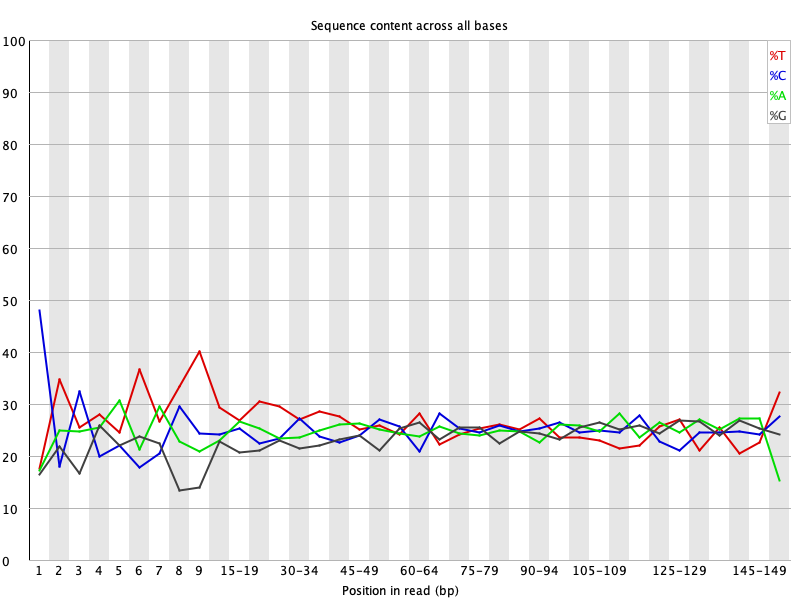 Sequence content across all bases
100
90
80
70
60
50
40
30
20
10
0
%T
%C
%A
%G
1 2 3 4 5 6 7 8 9 15-19 30-34 45-49 60-64 75-79 90-94 105-109 125-129 145-149
Position in read (bp)